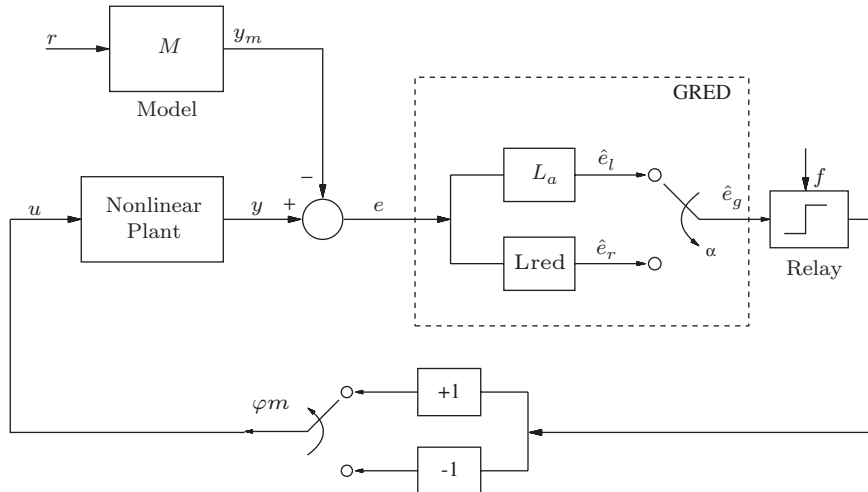 r
M
y_m
Model
GRED
−
L_a
ê_l
u
Nonlinear
Plant
y
+
e
ê_g
f
α
Lred
ê_r
Relay
φm
+1
-1